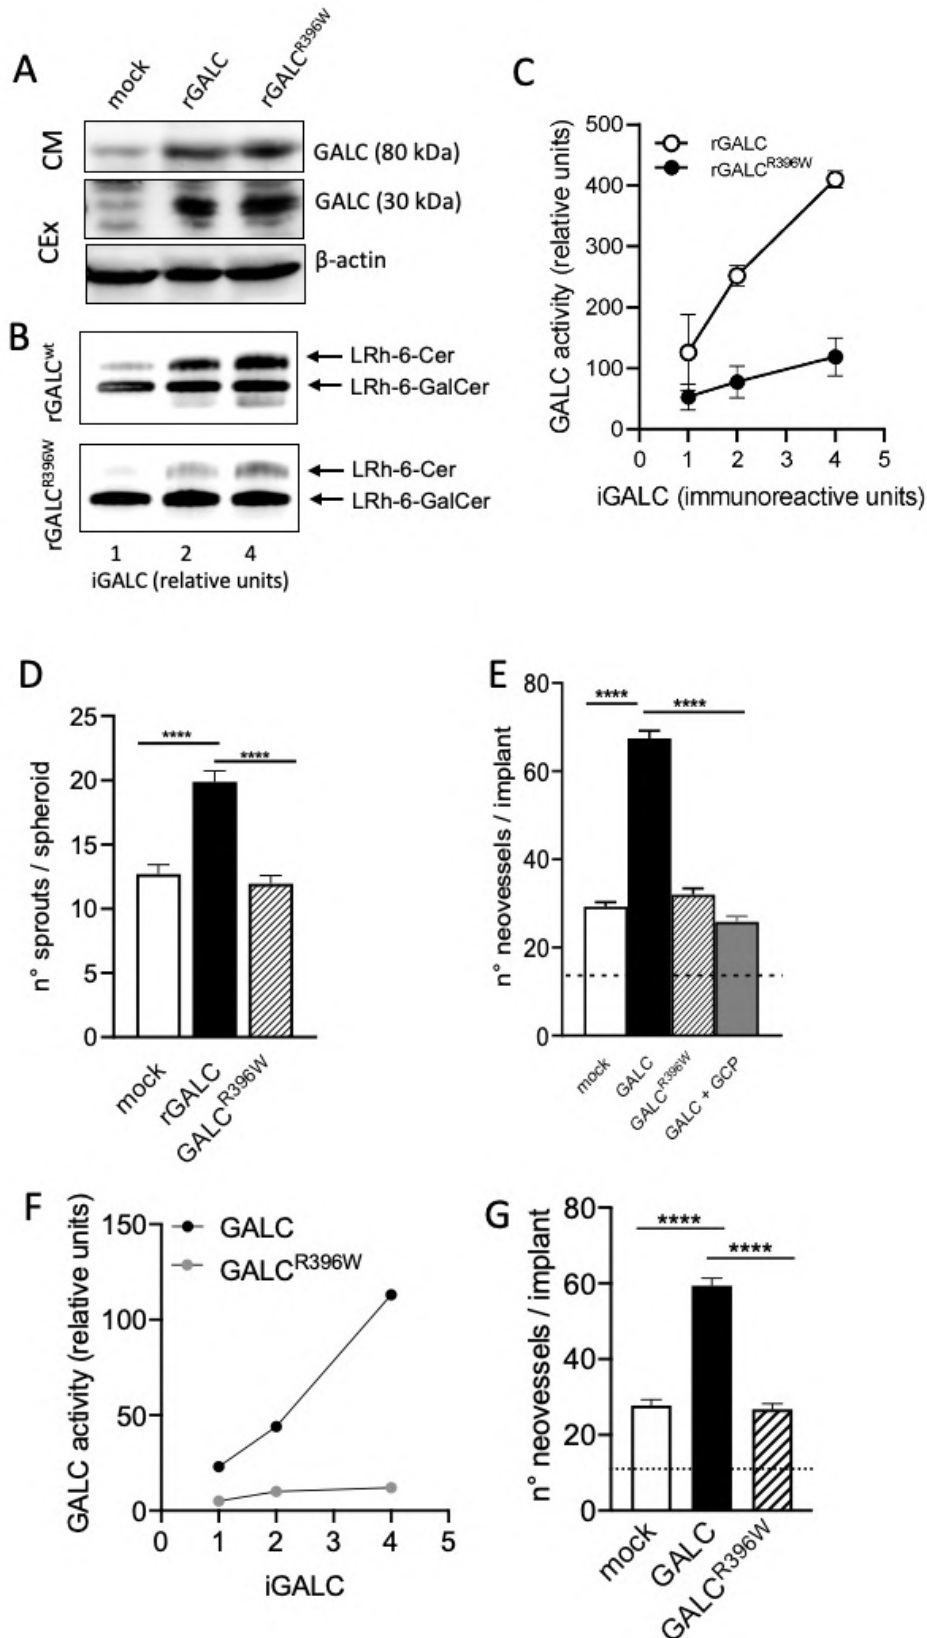 A
mock
rGALC
rGALCR396W
CM
GALC (80 kDa)
CEx
GALC (30 kDa)
β-actin
B
rGALCwt
LRh-6-Cer
LRh-6-GalCer
rGALCR396W
LRh-6-Cer
LRh-6-GalCer
1 2 4
iGALC (relative units)
C
GALC activity (relative units)
500
400
300
200
100
0
rGALC
rGALCR396W
0 1 2 3 4 5
iGALC (immunoreactive units)
D
n° sprouts / spheroid
25
20
15
10
5
0
****
****
mock
rGALC
GALCR396W
E
n° neovessels / implant
80
60
40
20
0
****
****
mock
GALC
GALCR396W
GALC + GCP
F
GALC activity (relative units)
150
100
50
0
GALC
GALCR396W
0 1 2 3 4 5
iGALC
G
n° neovessels / implant
80
60
40
20
0
****
****
mock
GALC
GALCR396W